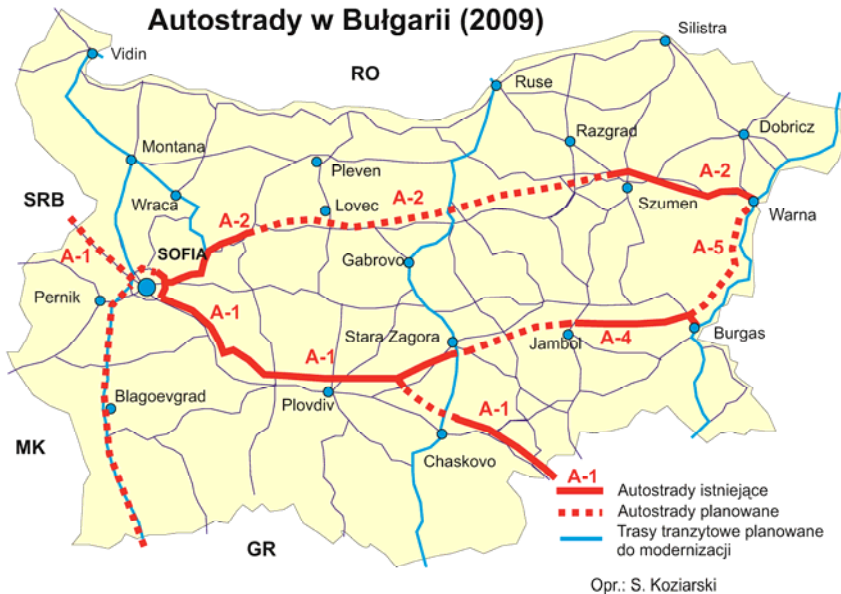 Autostrady w Bułgarii (2009)
Silistra
Vidin
RO
Ruse
Razgrad
Dobricz
Montana
Pleven
A-2
SRB
Wraca
Lovec
A-2
Szumen
Warna
A-2
SOFIA
A-5
A-1
Gabrovo
Pernik
A-1
Stara Zagora
Burgas
A-1
Jamboł
A-4
Blagoevgrad
Plovdiv
A-1
MK
Chaskovo
A-1
Autostrady istniejące
Autostrady planowane
Trasy tranzytowe planowane
do modernizacji
GR
Opr.: S. Koziarski